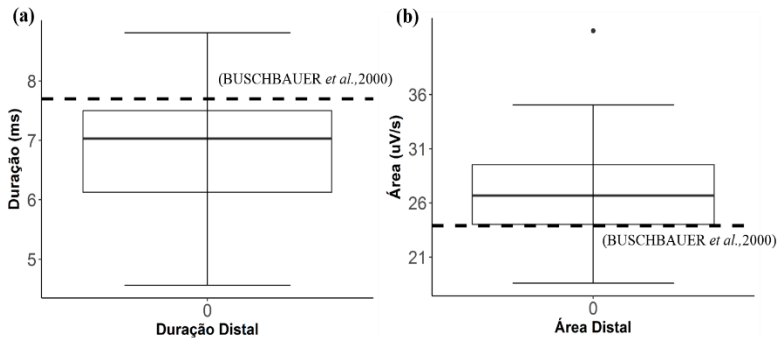 (a)
8
7
6
5
Duração (ms)
(BUSCHBAUER et al.,2000)
0
Duração Distal
(b)
36
31
26
21
Área (uV/s)
(BUSCHBAUER et al.,2000)
0
Área Distal